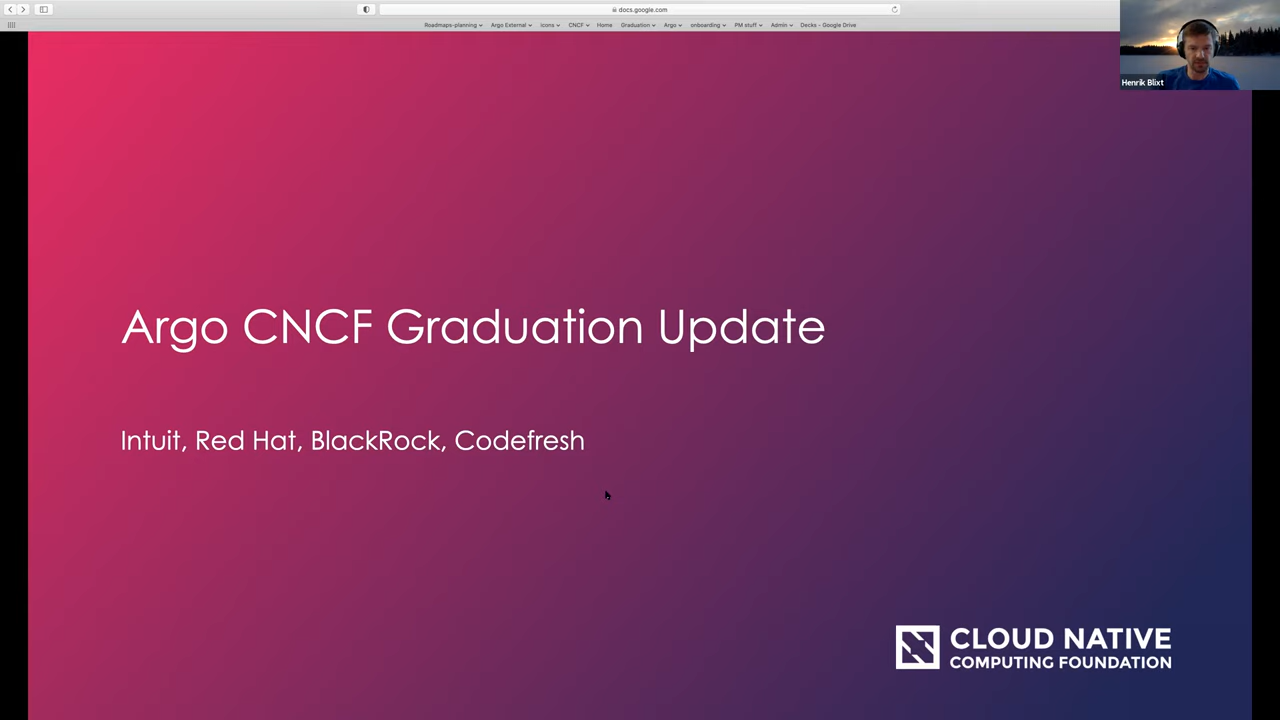 docs.google.com
Roadmaps-planning Argo External icons CNCF Home Graduation Argo onboarding PM stuff Admin Decks - Google Drive
Henrik Blixt
Argo CNCF Graduation Update
Intuit, Red Hat, BlackRock, Codefresh
CLOUD NATIVE
COMPUTING FOUNDATION